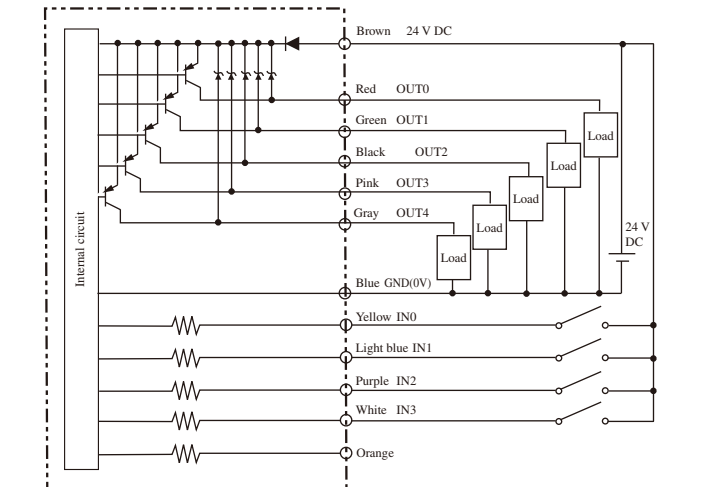 Brown 24 V DC
Red OUT0
Green OUT1
Black OUT2
Pink OUT3
Gray OUT4
Load
Load
Load
Load
Load
24 V
DC
Internal circuit
Blue GND(0V)
Yellow IN0
Light blue IN1
Purple IN2
White IN3
Orange